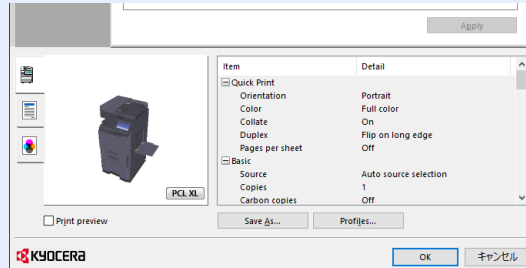 Apply
Item Detail
Quick Print
Orientation Portrait
Color Full color
Collate On
Duplex Flip on long edge
Pages per sheet Off
Basic
Source Auto source selection
Copies 1
Carbon copies Off
PCL XL
Print preview Save As... Profiles...
KYOCERA OK キャンセル